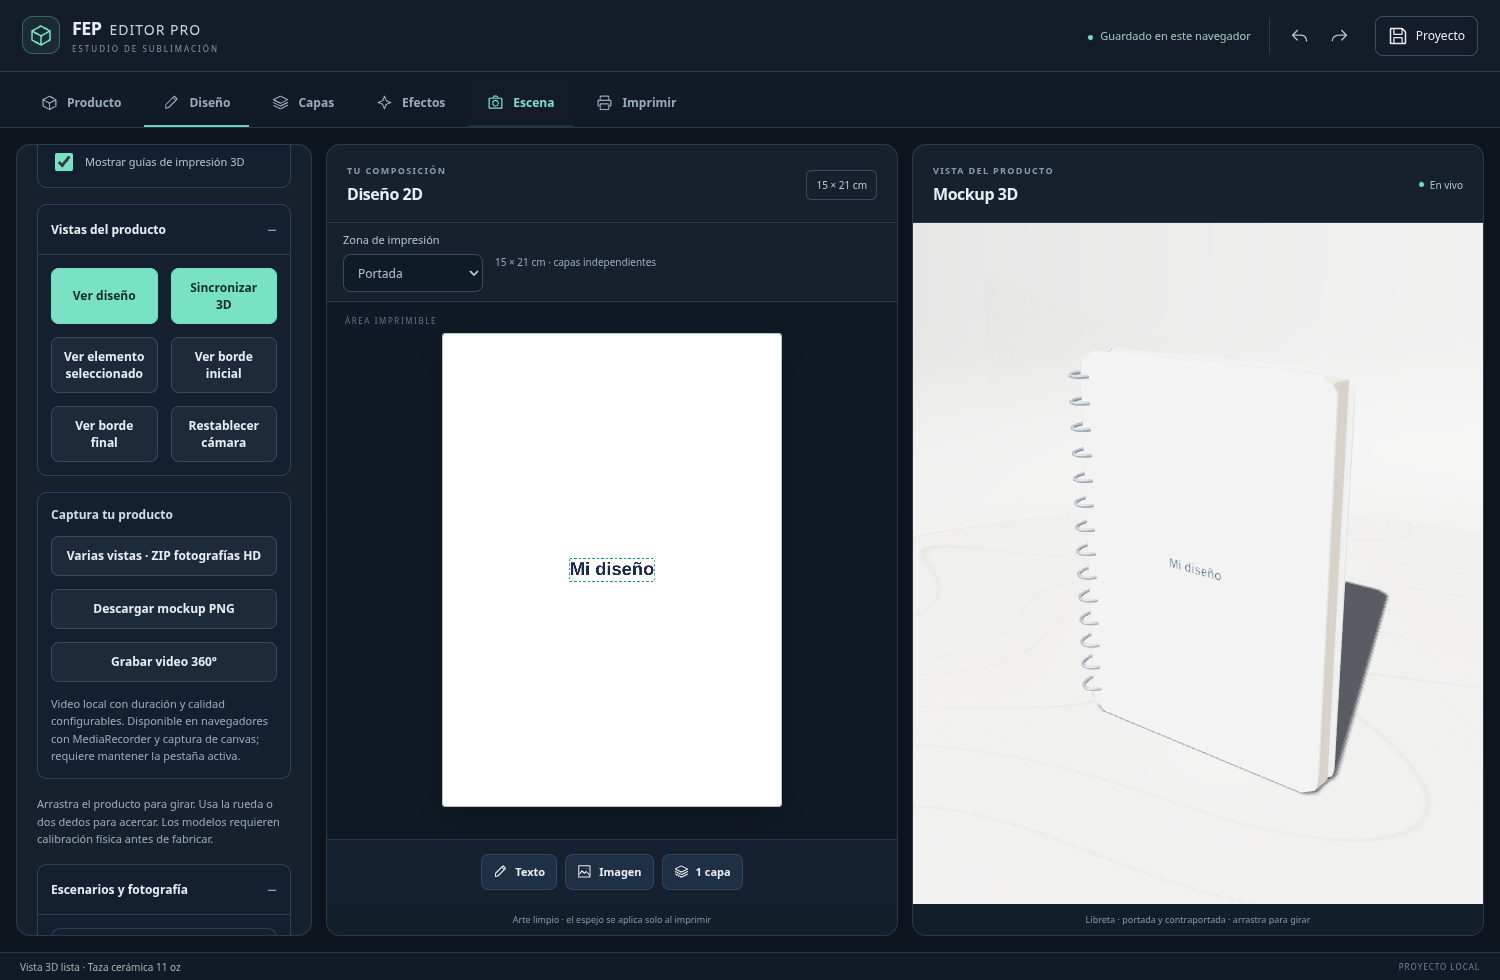 FEP EDITOR PRO
ESTUDIO DE SUBLIMACIÓN
Guardado en este navegador
Proyecto
Producto
Diseño
Capas
Efectos
Escena
Imprimir
Mostrar guías de impresión 3D
Vistas del producto
Ver diseño
Sincronizar
3D
Ver elemento
seleccionado
Ver borde
inicial
Ver borde
final
Restablecer
cámara
Captura tu producto
Varias vistas · ZIP fotografías HD
Descargar mockup PNG
Grabar video 360°
Video local con duración y calidad
configurables. Disponible en navegadores
con MediaRecorder y captura de canvas;
requiere mantener la pestaña activa.
Arrastra el producto para girar. Usa la rueda o
dos dedos para acercar. Los modelos requieren
calibración física antes de fabricar.
Escenarios y fotografía
TU COMPOSICIÓN
Diseño 2D
15 × 21 cm
Zona de impresión
Portada
15 × 21 cm · capas independientes
ÁREA IMPRIMIBLE
Mi diseño
Texto
Imagen
1 capa
Arte limpio · el espejo se aplica solo al imprimir
VISTA DEL PRODUCTO
Mockup 3D
En vivo
Mi diseño
Libreta · portada y contraportada · arrastra para girar
Vista 3D lista · Taza cerámica 11 oz
PROYECTO LOCAL